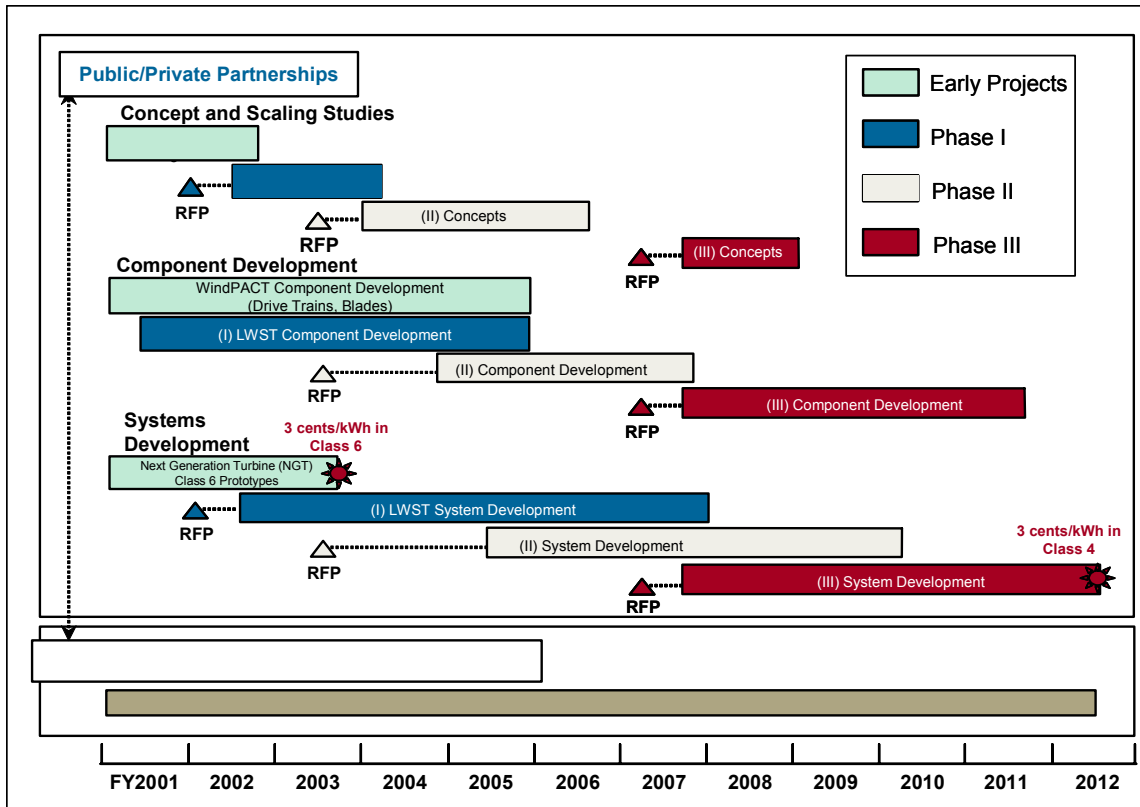 Public/Private Partnerships
Early Projects
Phase I
Phase II
Phase III
Concept and Scaling Studies
RFP
(II) Concepts
RFP
(III) Concepts
RFP
Component Development
WindPACT Component Development
(Drive Trains, Blades)
(I) LWST Component Development
(II) Component Development
RFP
(III) Component Development
RFP
Systems
Development
3 cents/kWh in
Class 6
Next Generation Turbine (NGT)
Class 6 Prototypes
(I) LWST System Development
RFP
(II) System Development
RFP
3 cents/kWh in
Class 4
(III) System Development
RFP
FY2001 2002 2003 2004 2005 2006 2007 2008 2009 2010 2011 2012